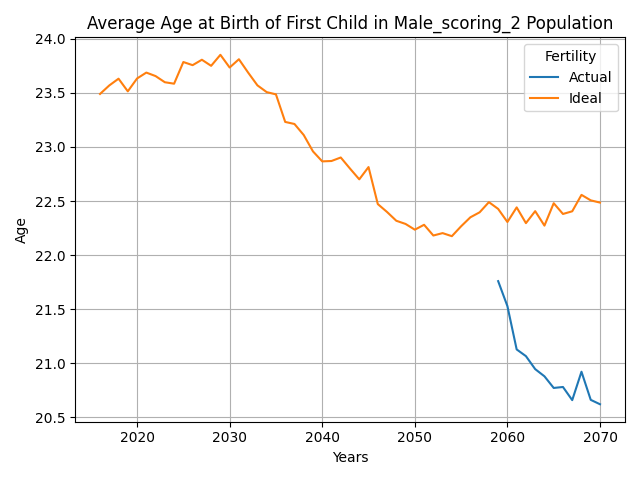 Average Age at Birth of First Child in Male_scoring_2 Population
Fertility
Actual
Ideal
Age
24.0
23.5
23.0
22.5
22.0
21.5
21.0
20.5
2020 2030 2040 2050 2060 2070
Years